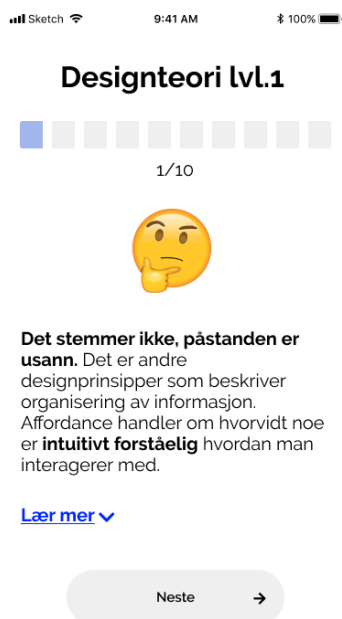 Sketch 9:41 AM 100%
Designteori lvl.1
1/10
Det stemmer ikke, påstanden er
usann. Det er andre
designprinsipper som beskriver
organisering av informasjon.
Affordance handler om hvorvidt noe
er intuitivt forståelig hvordan man
interagerer med.
Lær mer
Neste